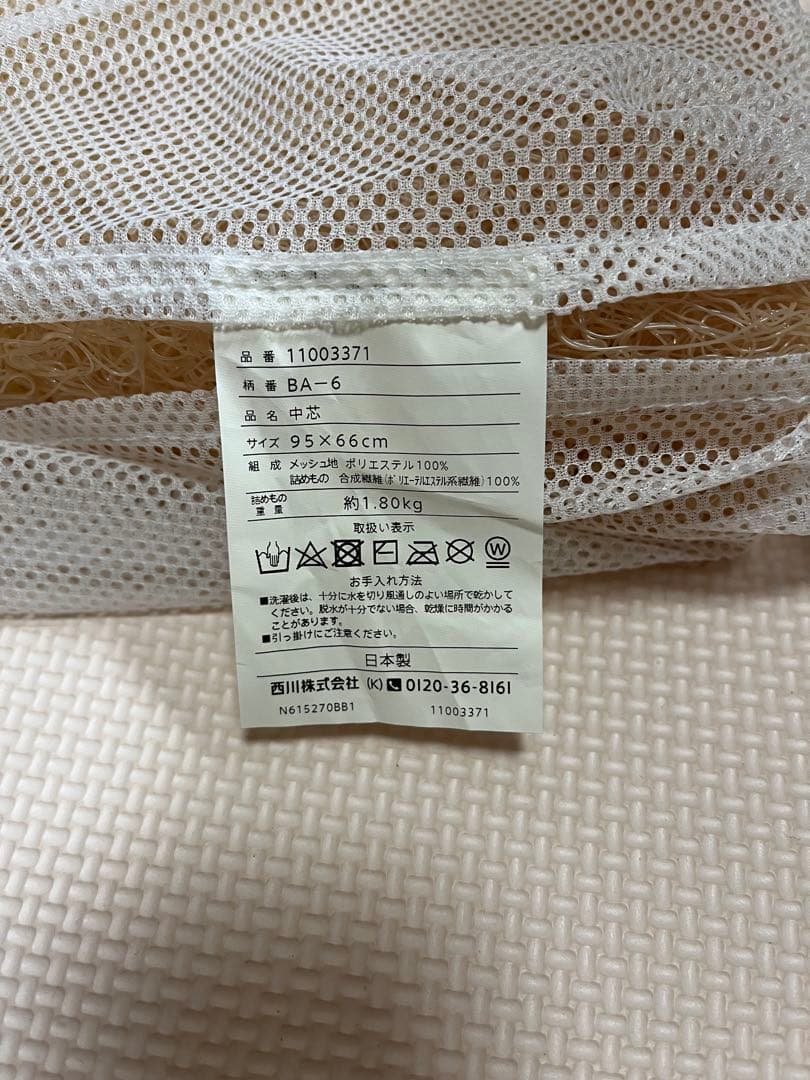 品番 11003371
柄番 BA-6
品名 中芯
サイズ 95×66cm
組成 メッシュ地 ポリエステル100%
詰めもの 合成繊維(ポリエーテルエステル系繊維)100%
詰めもの重量 約1.80kg
取扱い表示
お手入れ方法
■洗濯後は、十分に水を切り風通しのよい場所で乾かして
ください。脱水が十分でない場合、乾燥に時間がかかる
ことがあります。
■引っ掛けにご注意ください。
日本製
西川株式会社 (K) 0120-36-8161
N615270BB1 11003371